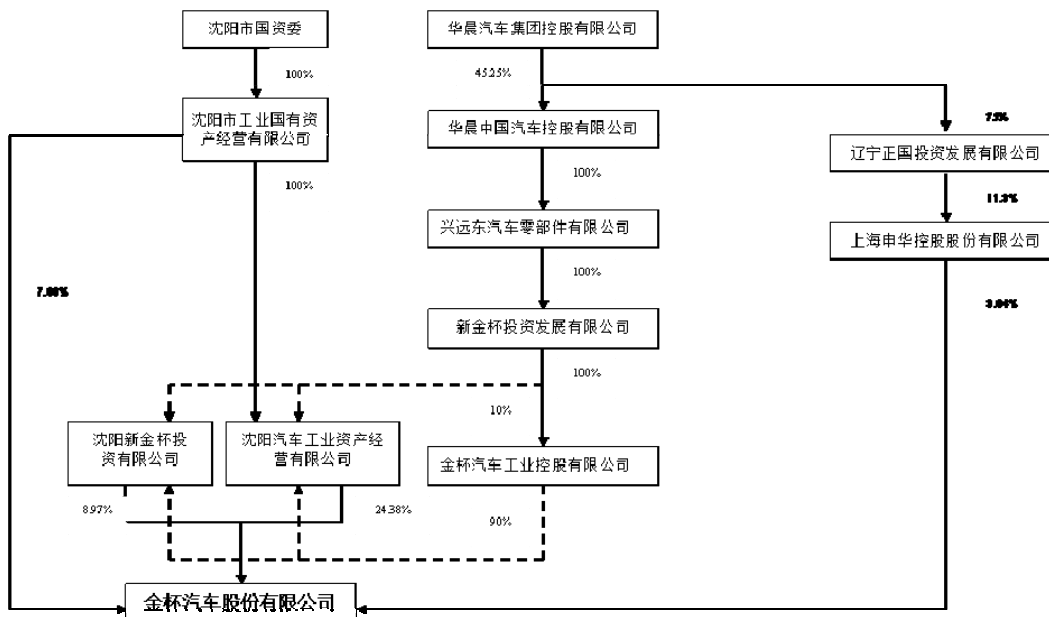 沈阳市国资委
华晨汽车集团控股有限公司
100%
45.25%
沈阳市工业国有资
产经营有限公司
华晨中国汽车控股有限公司
辽宁正国投资发展有限公司
100%
100%
兴远东汽车零部件有限公司
上海申华控股股份有限公司
100%
新金杯投资发展有限公司
100%
10%
沈阳新金杯投
资有限公司
沈阳汽车工业资产经
营有限公司
金杯汽车工业控股有限公司
8.97%
24.38%
90%
金杯汽车股份有限公司